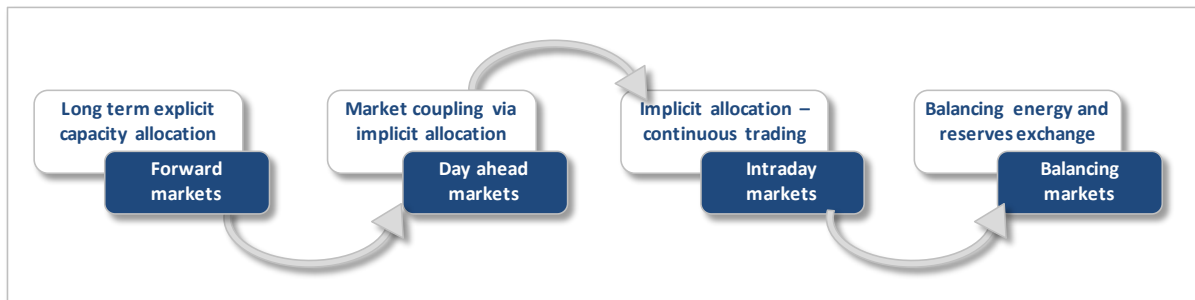 Long term explicit
capacity allocation
Forward
markets
Market coupling via
implicit allocation
Day ahead
markets
Implicit allocation –
continuous trading
Intraday
markets
Balancing energy and
reserves exchange
Balancing
markets